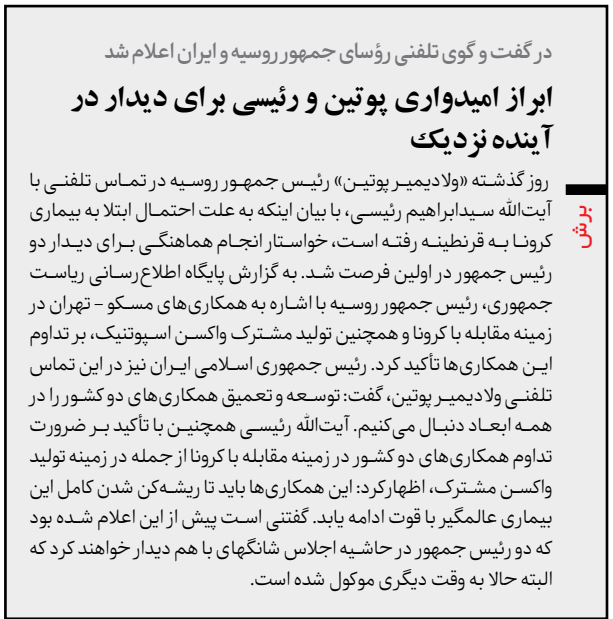 در گفت و گوی تلفنی رؤسای جمهور روسیه و ایران اعلام شد
ابراز امیدواری پوتین و رئیسی برای دیدار در
آینده نزدیک
برش
روز گذشته «ولادیمیر پوتین» رئیس جمهور روسیه در تماس تلفنی با
آیت‌الله سیدابراهیم رئیسی، با بیان اینکه به علت احتمال ابتلا به بیماری
کرونا به قرنطینه رفته است، خواستار انجام هماهنگی برای دیدار دو
رئیس جمهور در اولین فرصت شد. به گزارش پایگاه اطلاع‌رسانی ریاست
جمهوری، رئیس جمهور روسیه با اشاره به همکاری‌های مسکو - تهران در
زمینه مقابله با کرونا و همچنین تولید مشترک واکسن اسپوتنیک، بر تداوم
این همکاری‌ها تأکید کرد. رئیس جمهوری اسلامی ایران نیز در این تماس
تلفنی ولادیمیر پوتین، گفت: توسعه و تعمیق همکاری‌های دو کشور را در
همه ابعاد دنبال می‌کنیم. آیت‌الله رئیسی همچنین با تأکید بر ضرورت
تداوم همکاری‌های دو کشور در زمینه مقابله با کرونا از جمله در زمینه تولید
واکسن مشترک، اظهارکرد: این همکاری‌ها باید تا ریشه‌کن شدن کامل این
بیماری عالمگیر با قوت ادامه یابد. گفتنی است پیش از این اعلام شده بود
که دو رئیس جمهور در حاشیه اجلاس شانگهای با هم دیدار خواهند کرد که
البته حالا به وقت دیگری موکول شده است.